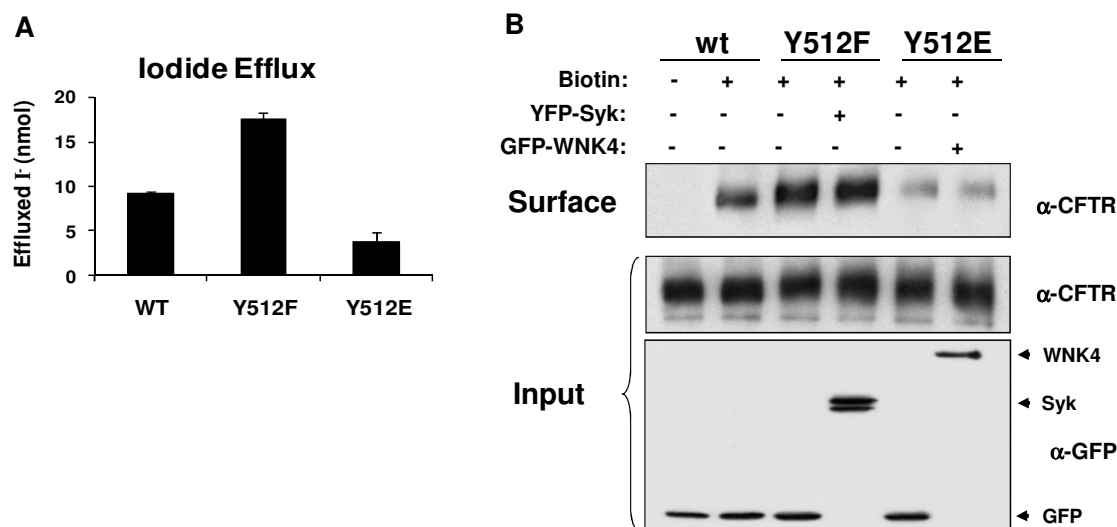 A
Iodide Efflux
Effluxed I- (nmol)
20
15
10
5
0
WT Y512F Y512E
B
wt Y512F Y512E
Biotin: - + + + + +
YFP-Syk: - - - + - -
GFP-WNK4: - - - - - +
Surface
α-CFTR
α-CFTR
Input
WNK4
Syk
α-GFP
GFP